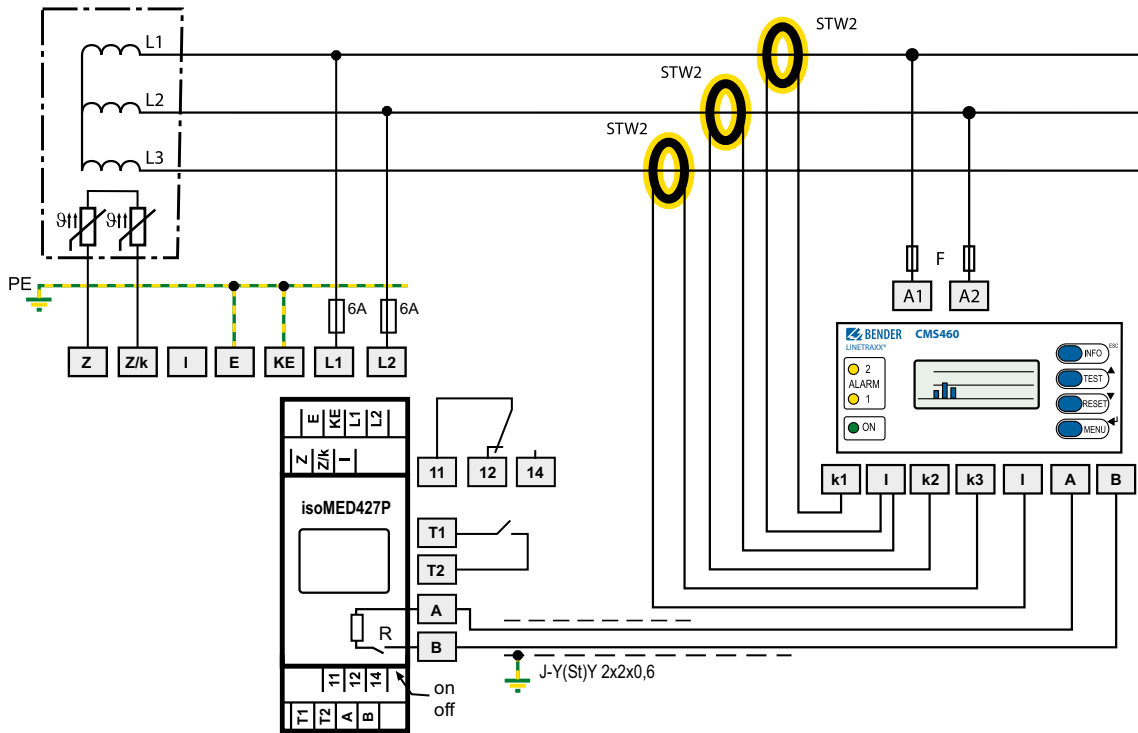 L1
STW2
L2
STW2
L3
STW2
ϑ↑↑ ϑ↑↑
PE
6A 6A
F
A1 A2
Z Z/k I E KE L1 L2
BENDER CMS460
LINETRAXX®
2
ALARM
1
ON
INFO ESC
TEST
RESET
MENU
E KE L1 L2
Z Z/k I
11 12 14
k1 I k2 k3 I A B
isoMED427P
T1
T2
A
R
B
J-Y(St)Y 2x2x0,6
11 12 14
on
off
T1 T2 A B